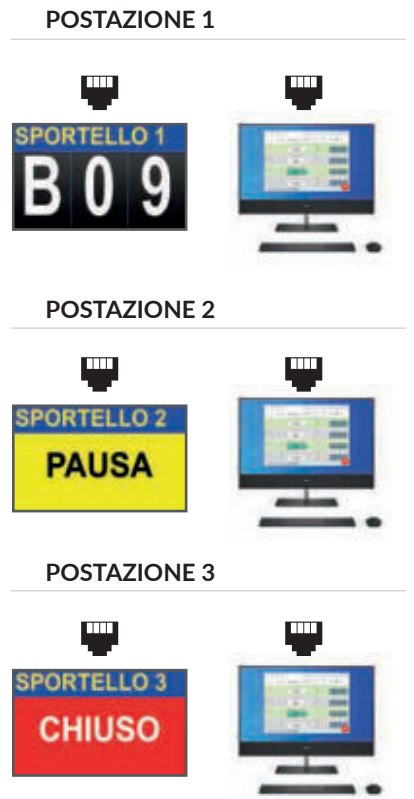 POSTAZIONE 1
SPORTELLO 1
B09
POSTAZIONE 2
SPORTELLO 2
PAUSA
POSTAZIONE 3
SPORTELLO 3
CHIUSO